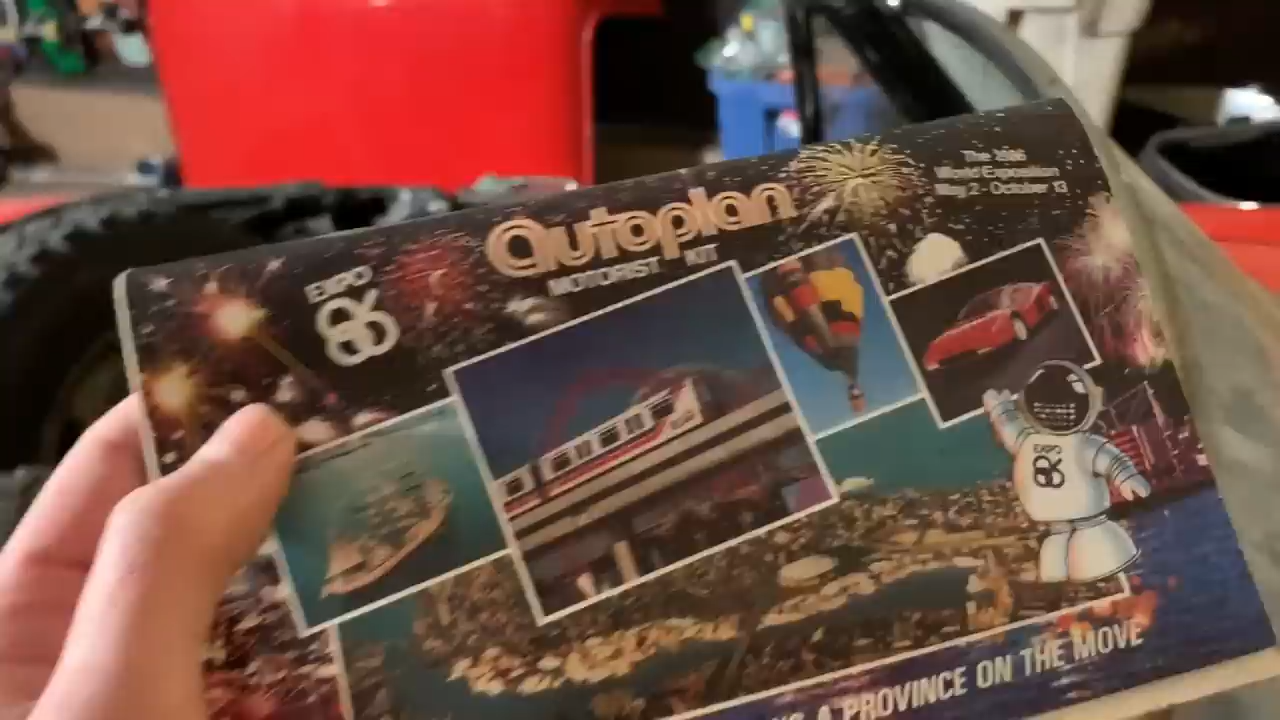 The 1986
World Exposition
May 2 - October 13
Autoplan
MOTORIST KIT
EXPO
86
EXPO
86
A PROVINCE ON THE MOVE